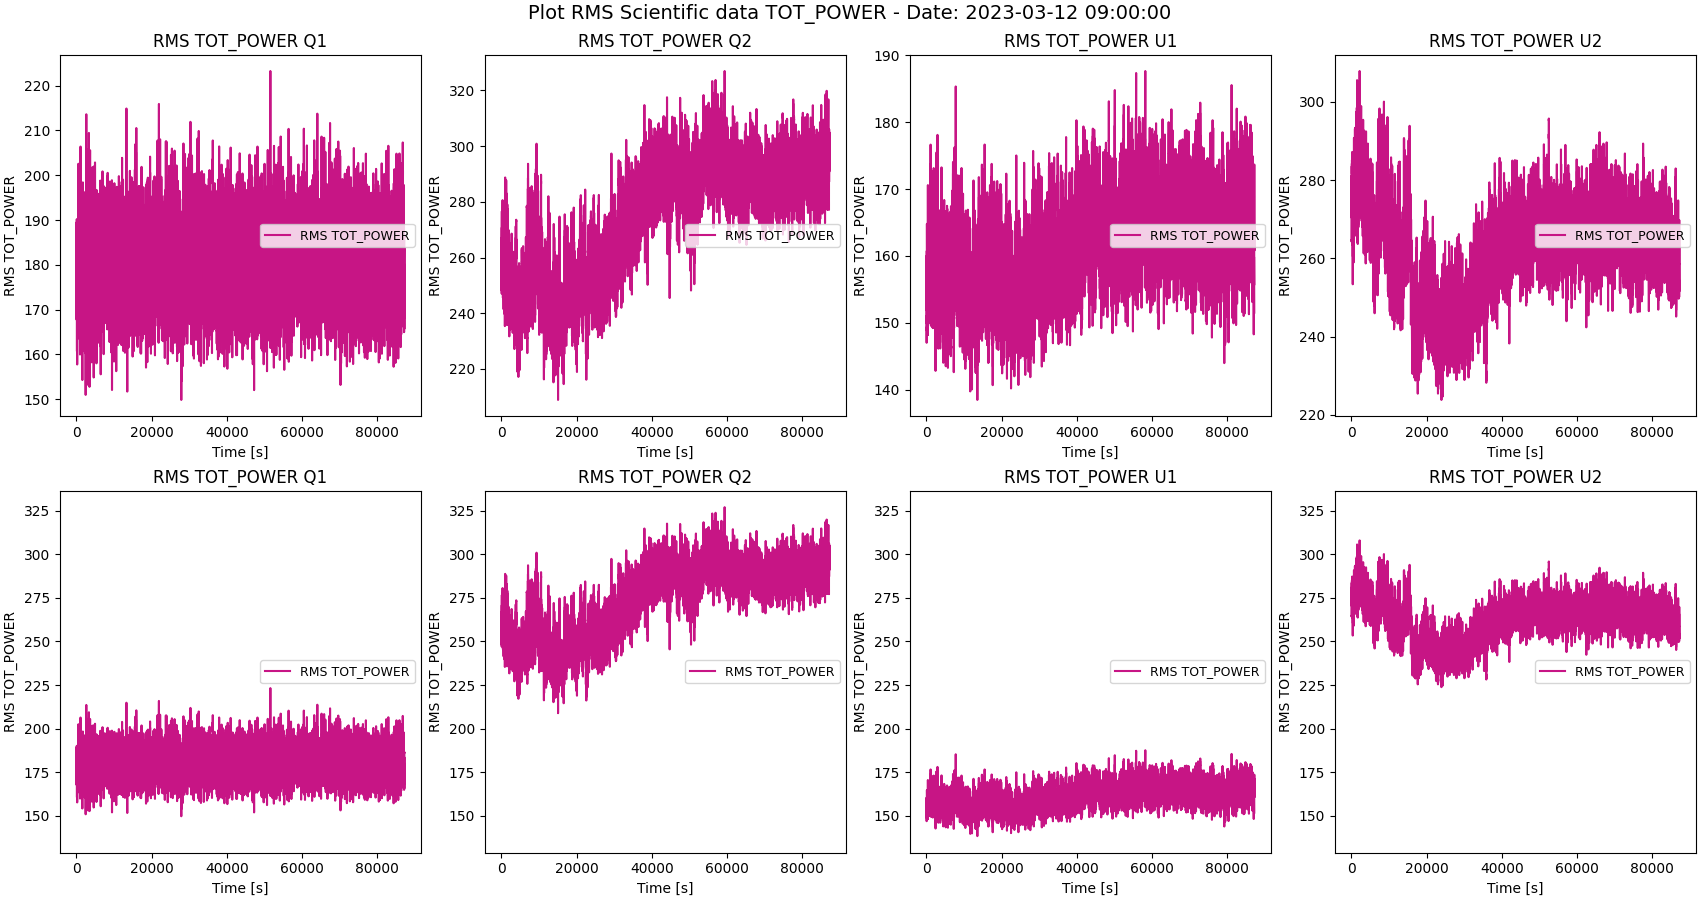 Plot RMS Scientific data TOT_POWER - Date: 2023-03-12 09:00:00
RMS TOT_POWER Q1
RMS TOT_POWER
220
210
200
190
180
170
160
150
RMS TOT_POWER
0 20000 40000 60000 80000
Time [s]
RMS TOT_POWER Q2
RMS TOT_POWER
320
300
280
260
240
220
RMS TOT_POWER
0 20000 40000 60000 80000
Time [s]
RMS TOT_POWER U1
RMS TOT_POWER
190
180
170
160
150
140
RMS TOT_POWER
0 20000 40000 60000 80000
Time [s]
RMS TOT_POWER U2
RMS TOT_POWER
300
280
260
240
220
RMS TOT_POWER
0 20000 40000 60000 80000
Time [s]
RMS TOT_POWER Q1
RMS TOT_POWER
325
300
275
250
225
200
175
150
RMS TOT_POWER
0 20000 40000 60000 80000
Time [s]
RMS TOT_POWER Q2
RMS TOT_POWER
325
300
275
250
225
200
175
150
RMS TOT_POWER
0 20000 40000 60000 80000
Time [s]
RMS TOT_POWER U1
RMS TOT_POWER
325
300
275
250
225
200
175
150
RMS TOT_POWER
0 20000 40000 60000 80000
Time [s]
RMS TOT_POWER U2
RMS TOT_POWER
325
300
275
250
225
200
175
150
RMS TOT_POWER
0 20000 40000 60000 80000
Time [s]